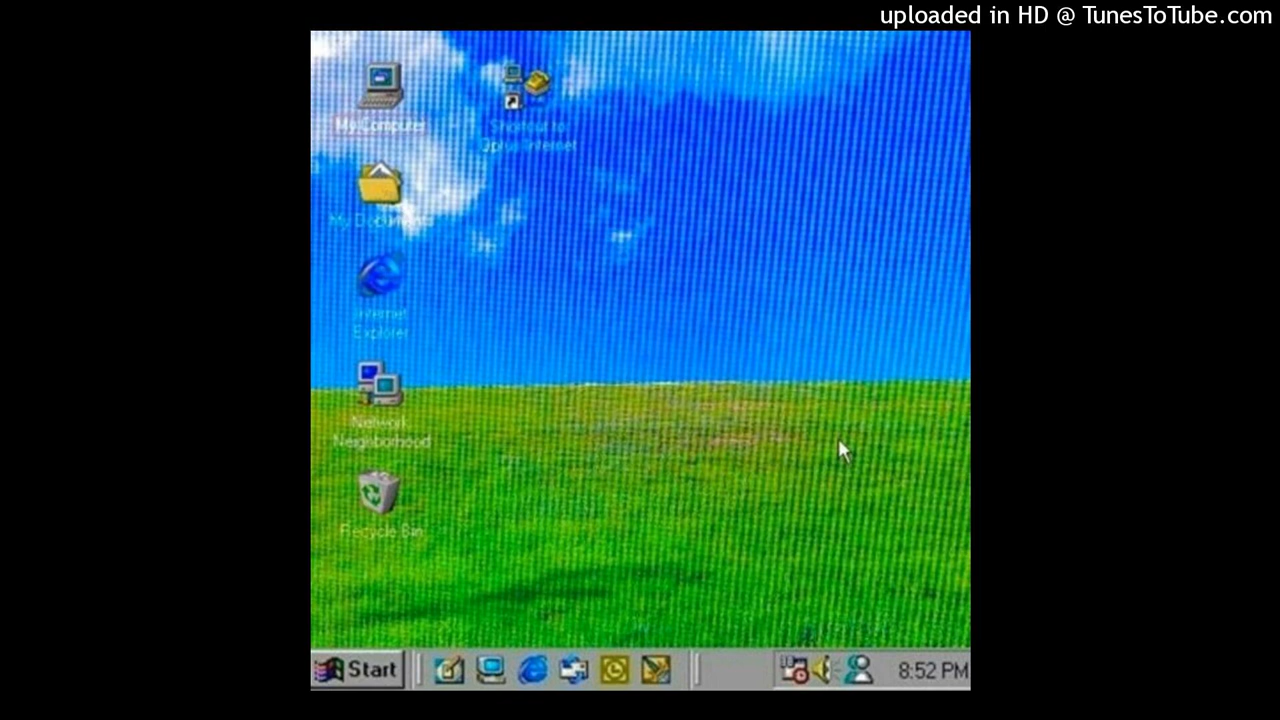 uploaded in HD @ TunesToTube.com
My Computer
Shortcut to
Internet
My Documents
Internet
Explorer
Network
Neighborhood
Recycle Bin
Start
8:52 PM